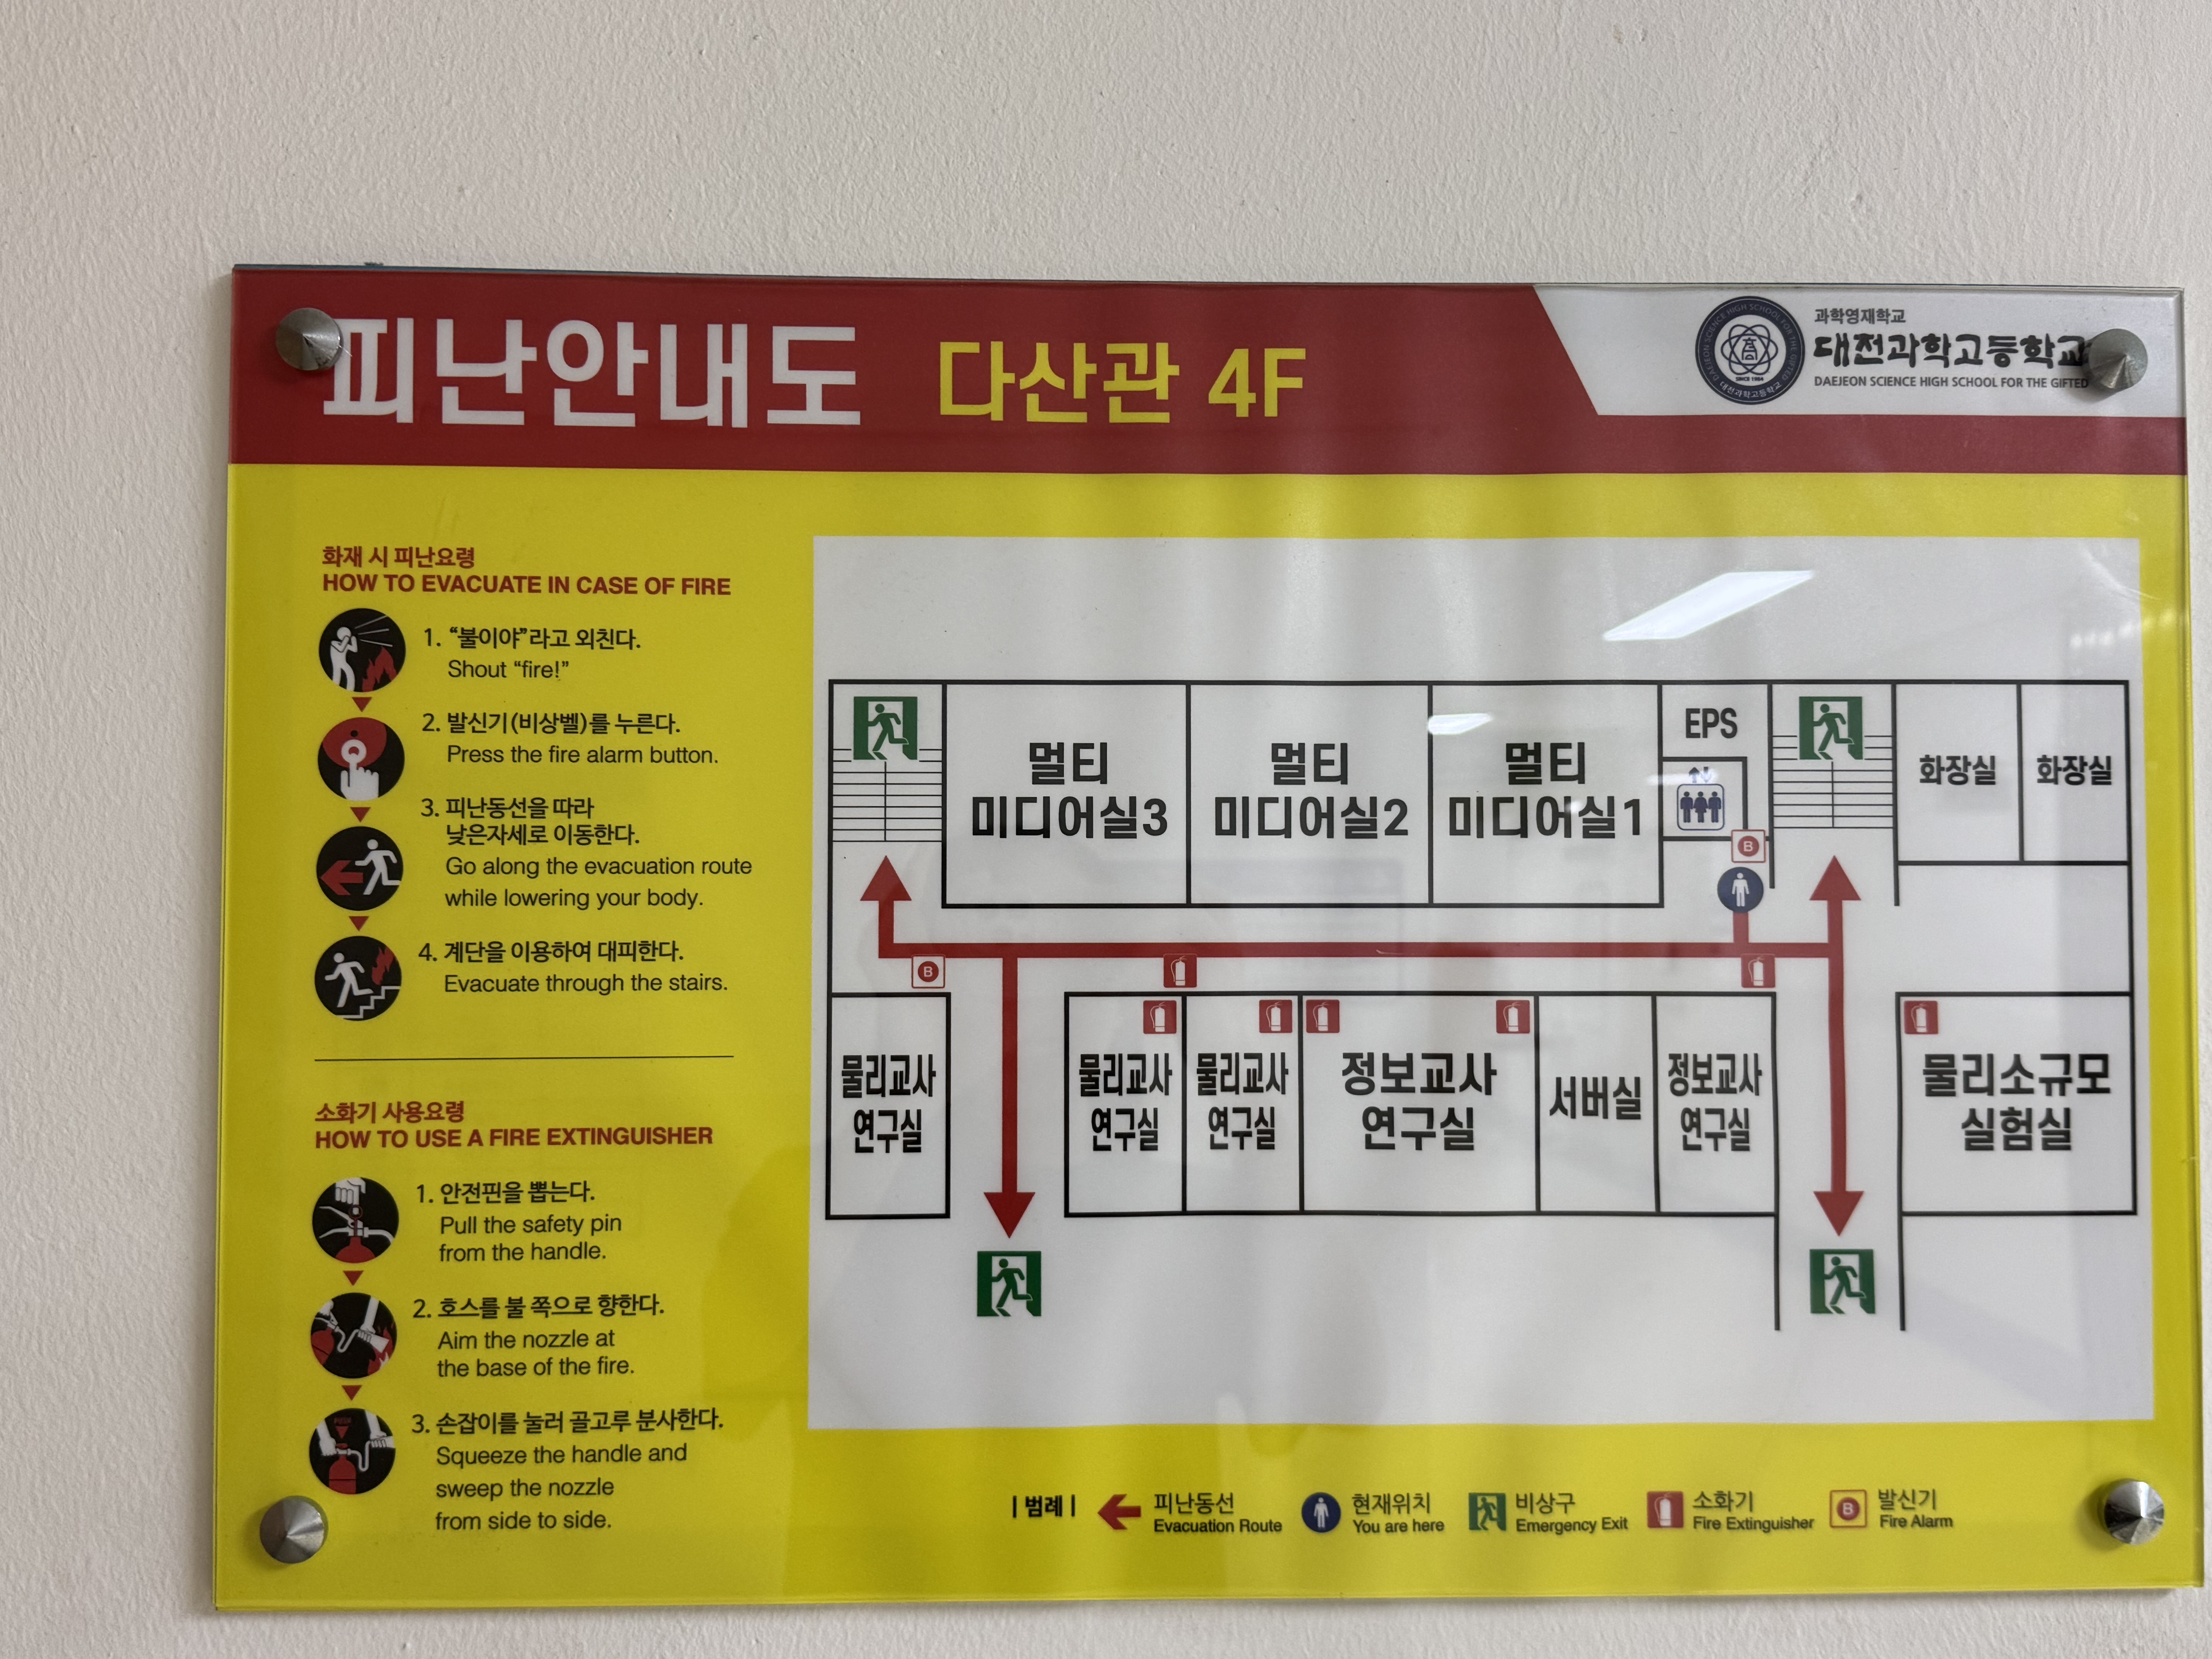 피난안내도 다산관 4F
과학영재학교
대전과학고등학교
DAEJEON SCIENCE HIGH SCHOOL FOR THE GIFTED
화재 시 피난요령
HOW TO EVACUATE IN CASE OF FIRE
1. “불이야”라고 외친다.
Shout “fire!”
2. 발신기(비상벨)를 누른다.
Press the fire alarm button.
3. 피난동선을 따라
낮은자세로 이동한다.
Go along the evacuation route
while lowering your body.
4. 계단을 이용하여 대피한다.
Evacuate through the stairs.
소화기 사용요령
HOW TO USE A FIRE EXTINGUISHER
1. 안전핀을 뽑는다.
Pull the safety pin
from the handle.
2. 호스를 불 쪽으로 향한다.
Aim the nozzle at
the base of the fire.
3. 손잡이를 눌러 골고루 분사한다.
Squeeze the handle and
sweep the nozzle
from side to side.
멀티
미디어실3
멀티
미디어실2
멀티
미디어실1
EPS
화장실
화장실
B
B
물리교사
연구실
물리교사
연구실
물리교사
연구실
정보교사
연구실
서버실
정보교사
연구실
물리소규모
실험실
| 범례 |
피난동선
Evacuation Route
현재위치
You are here
비상구
Emergency Exit
소화기
Fire Extinguisher
B
발신기
Fire Alarm